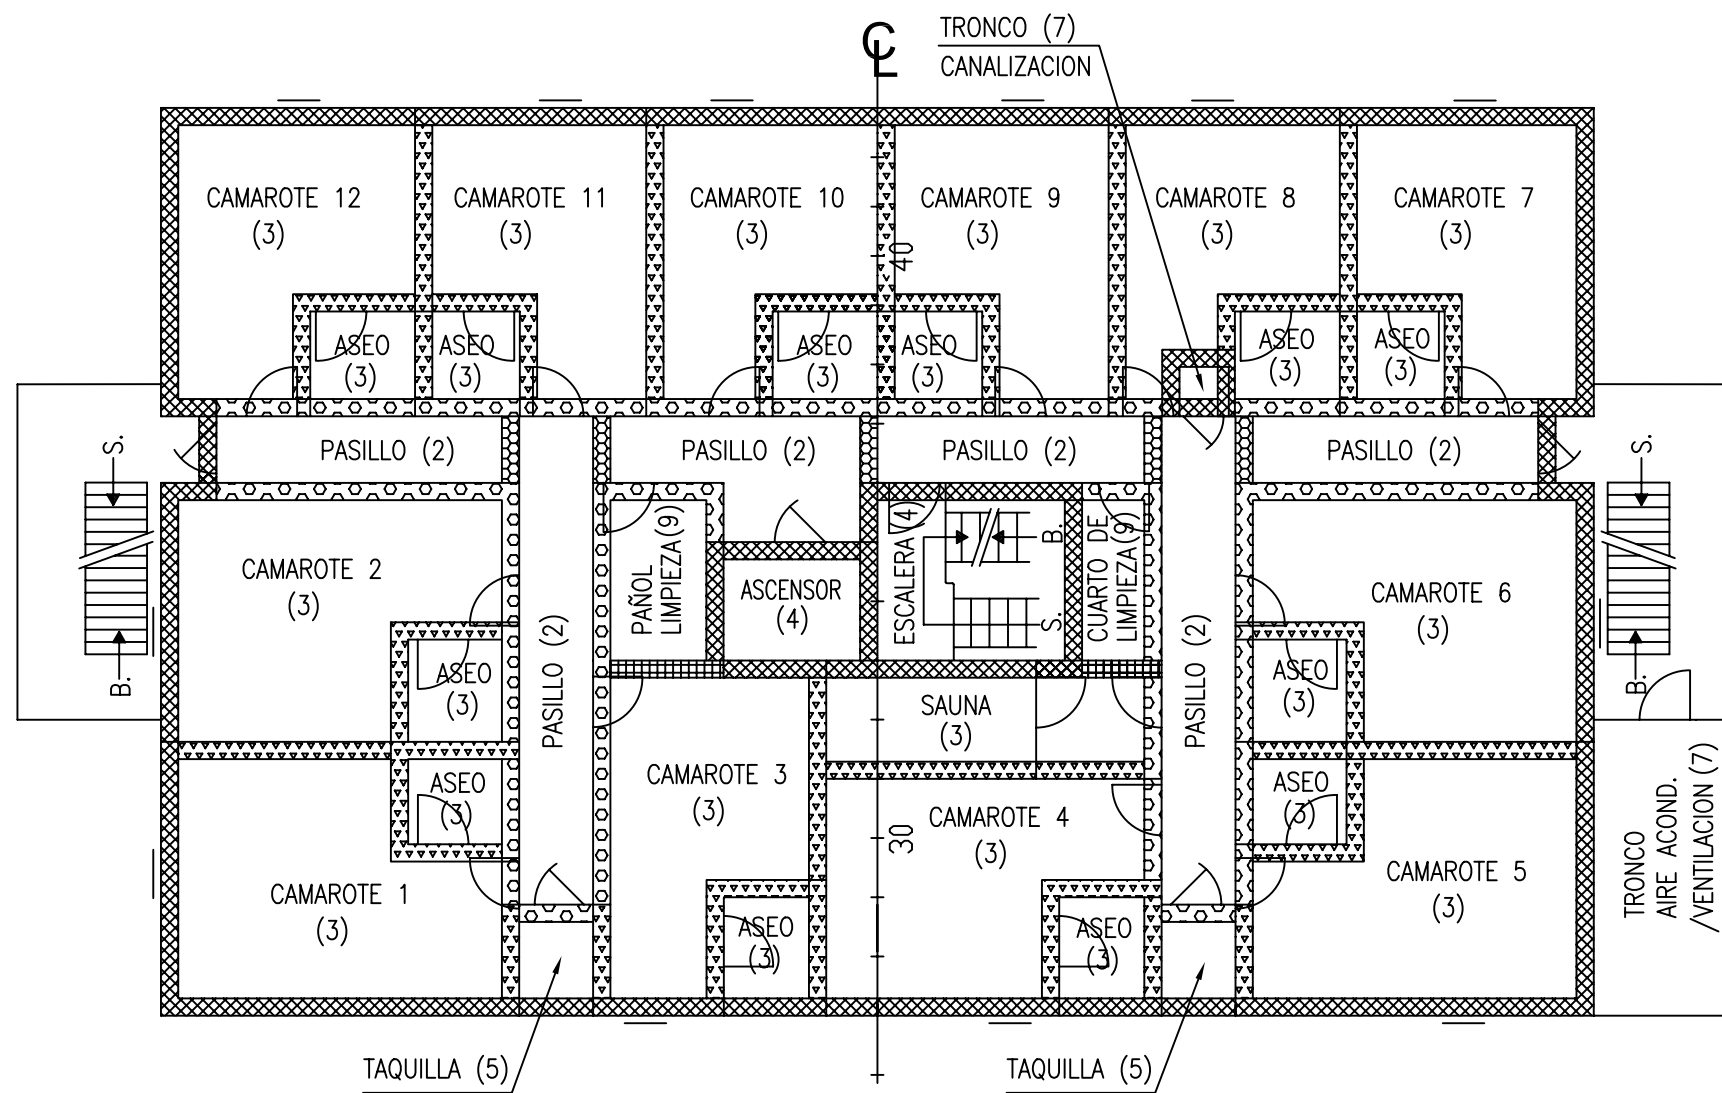 CL
TRONCO (7)
CANALIZACION
CAMAROTE 12
(3)
CAMAROTE 11
(3)
CAMAROTE 10
(3)
CAMAROTE 9
(3)
CAMAROTE 8
(3)
CAMAROTE 7
(3)
40
ASEO
(3)
ASEO
(3)
ASEO
(3)
ASEO
(3)
ASEO
(3)
ASEO
(3)
S.
PASILLO (2)
PASILLO (2)
PASILLO (2)
PASILLO (2)
S.
CAMAROTE 2
(3)
PASILLO (2)
PAÑOL
LIMPIEZA(9)
ASCENSOR
(4)
ESCALERA(4)
B.
S.
CUARTO DE
LIMPIEZA(9)
PASILLO (2)
CAMAROTE 6
(3)
B.
ASEO
(3)
SAUNA
(3)
ASEO
(3)
B.
ASEO
(3)
CAMAROTE 3
(3)
CAMAROTE 4
(3)
30
ASEO
(3)
TRONCO
AIRE ACOND.
/VENTILACION (7)
CAMAROTE 1
(3)
CAMAROTE 5
(3)
ASEO
(3)
ASEO
(3)
TAQUILLA (5)
TAQUILLA (5)